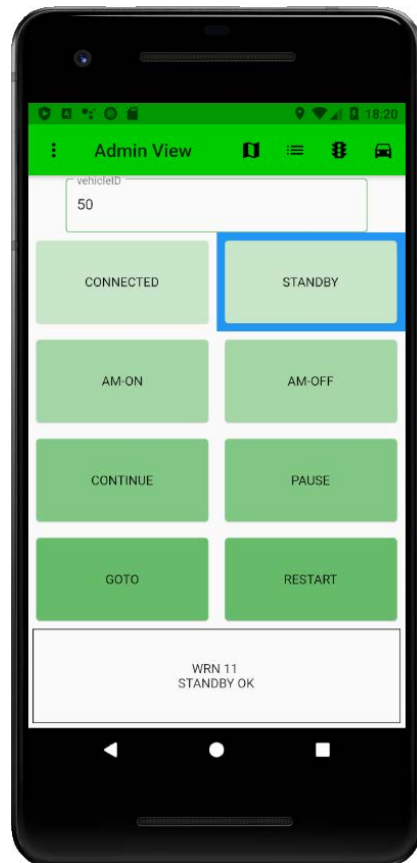 18:20
Admin View
vehicleID
50
CONNECTED
STANDBY
AM-ON
AM-OFF
CONTINUE
PAUSE
GOTO
RESTART
WRN 11
STANDBY OK